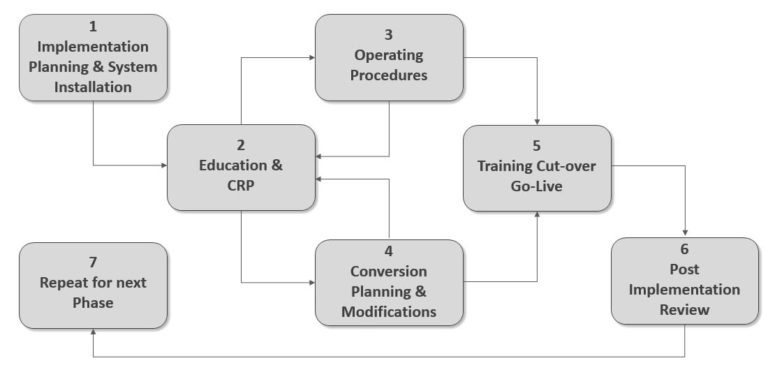 1
Implementation
Planning & System
Installation
2
Education &
CRP
3
Operating
Procedures
4
Conversion
Planning &
Modifications
5
Training Cut-over
Go-Live
6
Post
Implementation
Review
7
Repeat for next
Phase